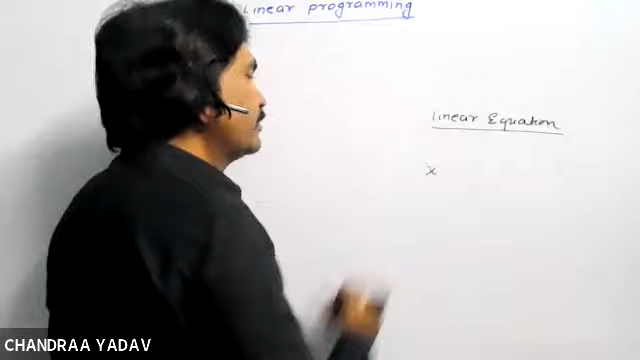 linear programming
linear Equation
x
CHANDRAA YADAV